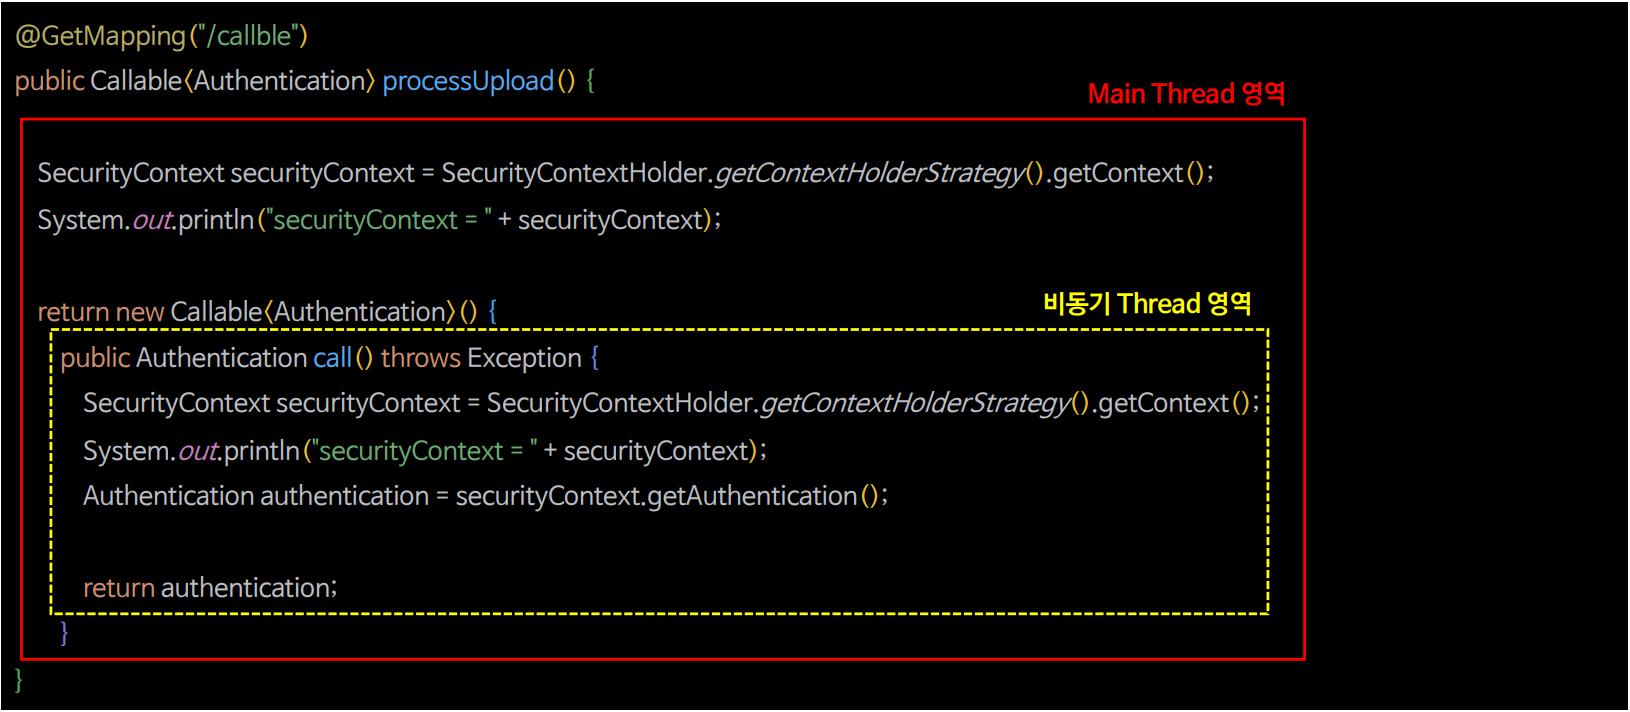 @GetMapping("/callble")
public Callable<Authentication> processUpload() {
Main Thread 영역
SecurityContext securityContext = SecurityContextHolder.getContextHolderStrategy().getContext();
System.out.println("securityContext = " + securityContext);
return new Callable<Authentication>() {
비동기 Thread 영역
public Authentication call() throws Exception {
SecurityContext securityContext = SecurityContextHolder.getContextHolderStrategy().getContext();
System.out.println("securityContext = " + securityContext);
Authentication authentication = securityContext.getAuthentication();
return authentication;
}
}